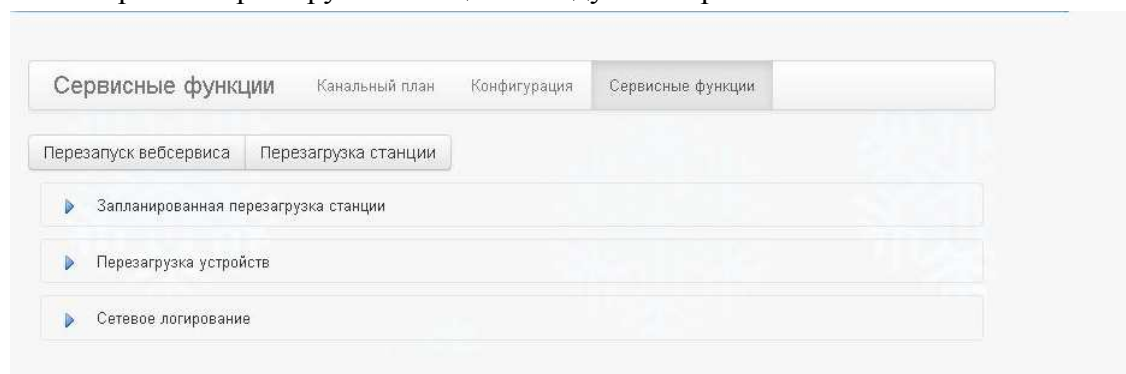 Сервисные функции Канальный план Конфигурация Сервисные функции
Перезапуск вебсервиса Перезагрузка станции
Запланированная перезагрузка станции
Перезагрузка устройств
Сетевое логирование